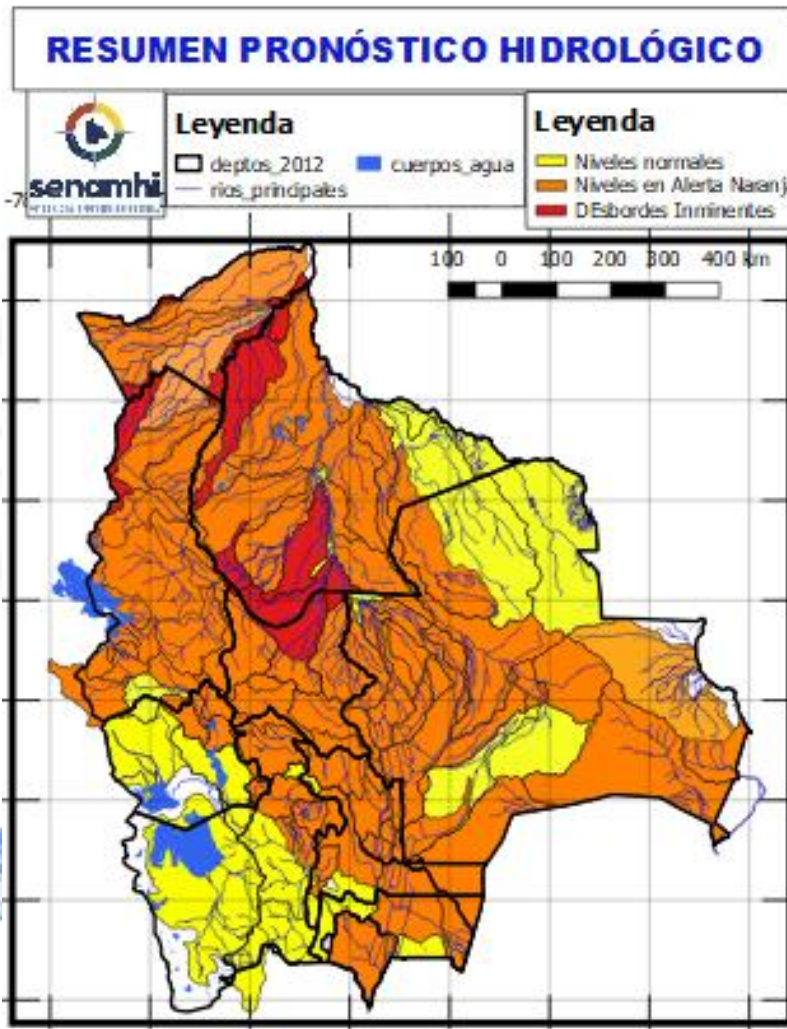 RESUMEN PRONÓSTICO HIDROLÓGICO
senamhi
Leyenda
deptos_2012
cuerpos_agua
rios_principales
Leyenda
Niveles normales
Niveles en Alerta Naranj
DEsbordes Inminentes
100 0 100 200 300 400 km